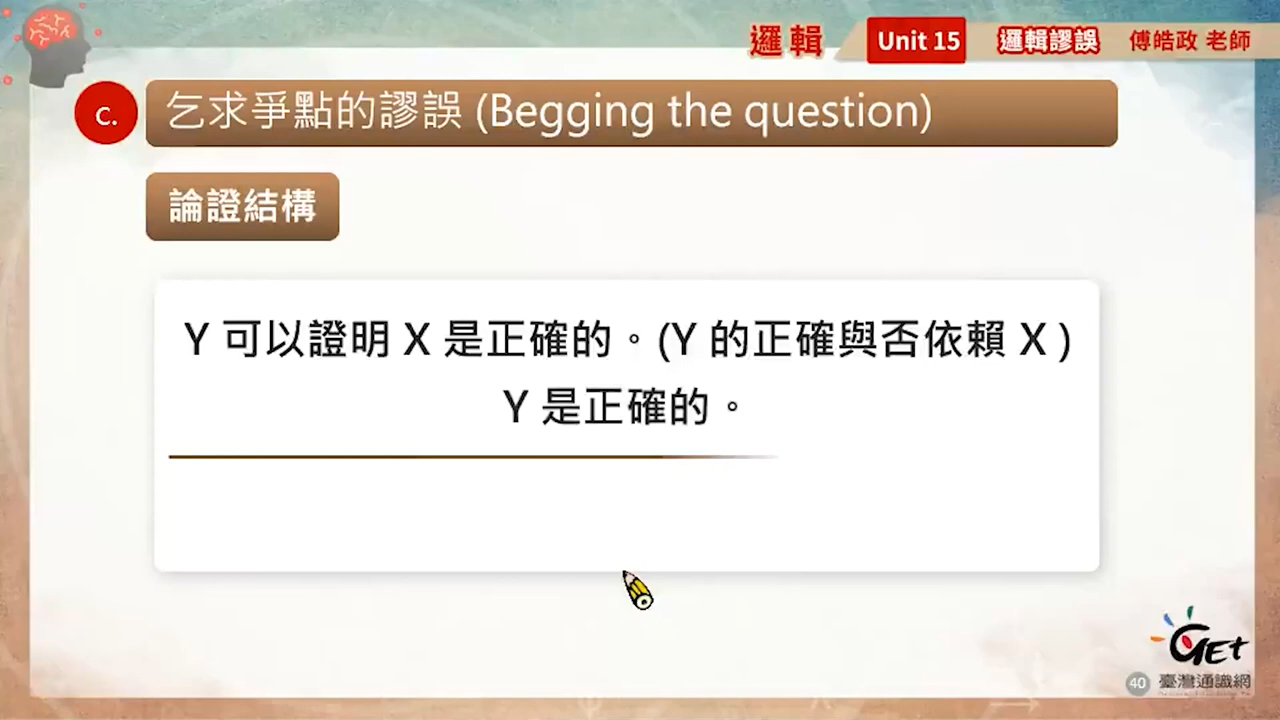 邏輯
Unit 15
邏輯謬誤
傅皓政 老師
c.
乞求爭點的謬誤 (Begging the question)
論證結構
Y 可以證明 X 是正確的。(Y 的正確與否依賴 X )
Y 是正確的。
GET
40
臺灣通識網